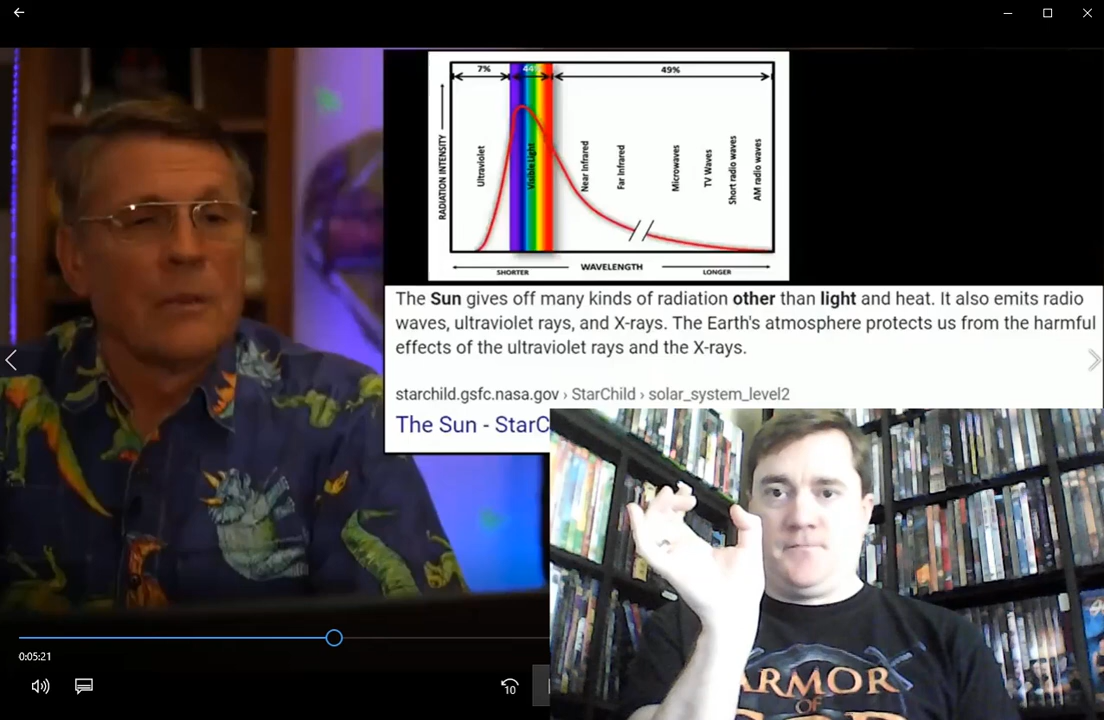 7%
44%
49%
RADIATION INTENSITY
Ultraviolet
Visible Light
Near Infrared
Far Infrared
Microwaves
TV Waves
Short radio waves
AM radio waves
SHORTER
WAVELENGTH
LONGER
The Sun gives off many kinds of radiation other than light and heat. It also emits radio
waves, ultraviolet rays, and X-rays. The Earth's atmosphere protects us from the harmful
effects of the ultraviolet rays and the X-rays.
starchild.gsfc.nasa.gov › StarChild › solar_system_level2
The Sun - StarC
0:05:21
10
ARMOR
OF